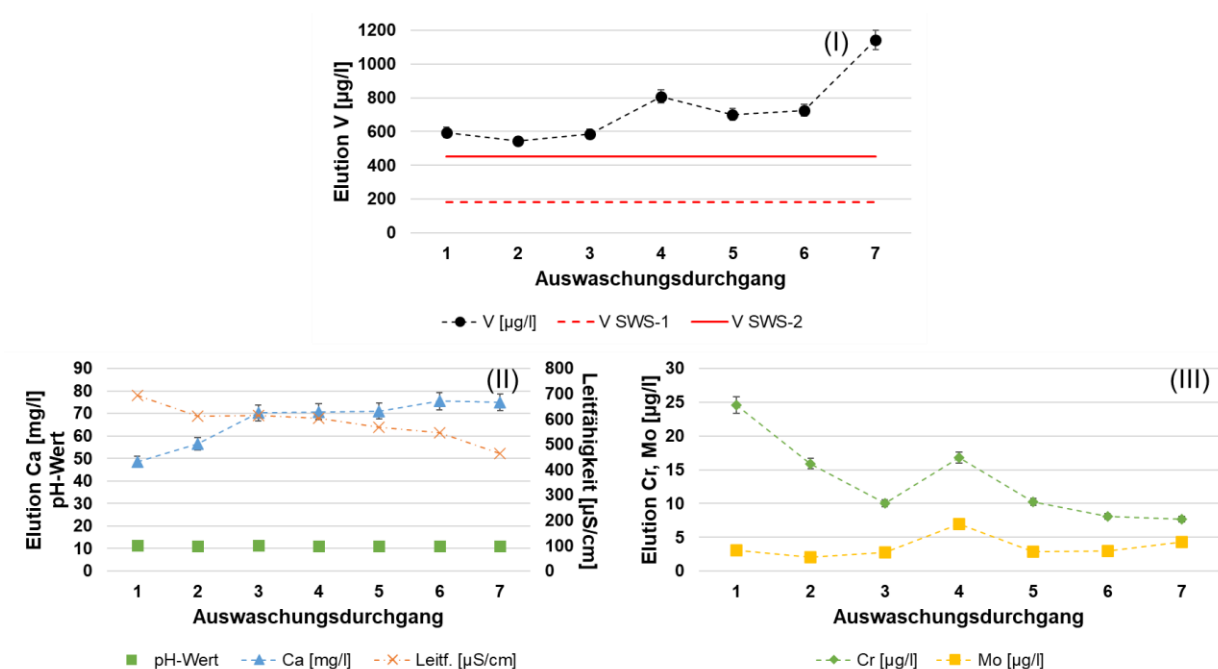 (I)
Elution V [µg/l]
1200
1000
800
600
400
200
0
1 2 3 4 5 6 7
Auswaschungsdurchgang
V [µg/l] V SWS-1 V SWS-2
(II)
Elution Ca [mg/l]
pH-Wert
90
80
70
60
50
40
30
20
10
0
800
700
600
500
400
300
200
100
0
Leitfähigkeit [µS/cm]
1 2 3 4 5 6 7
Auswaschungsdurchgang
pH-Wert Ca [mg/l] Leitf. [µS/cm]
(III)
Elution Cr, Mo [µg/l]
30
25
20
15
10
5
0
1 2 3 4 5 6 7
Auswaschungsdurchgang
Cr [µg/l] Mo [µg/l]